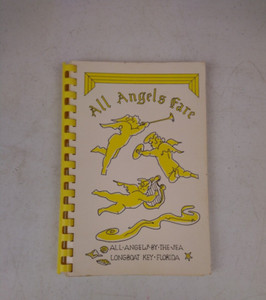 All Angels Fare
ALL-ANGELS-BY-THE-SEA
LONGBOAT KEY-FLORIDA